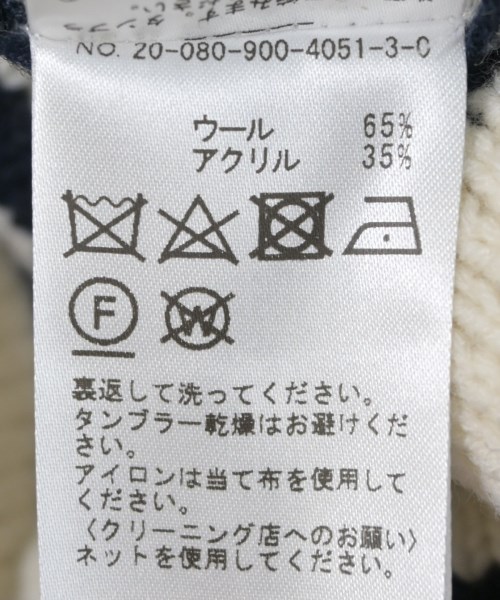 タンブラ
NO. 20-080-900-4051-3-C
ウール 65%
アクリル 35%
F
W
裏返して洗ってください。
タンブラー乾燥はお避けくだ
さい。
アイロンは当て布を使用して
ください。
〈クリーニング店へのお願い〉
ネットを使用してください。